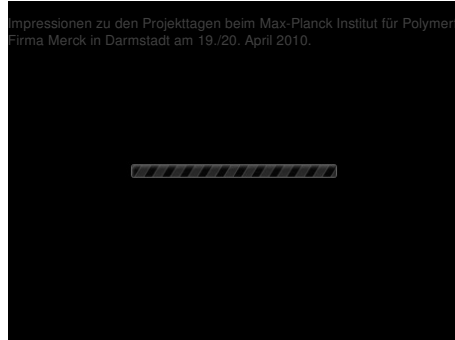 Impressionen zu den Projekttagen beim Max-Planck Institut für Polymer
Firma Merck in Darmstadt am 19./20. April 2010.